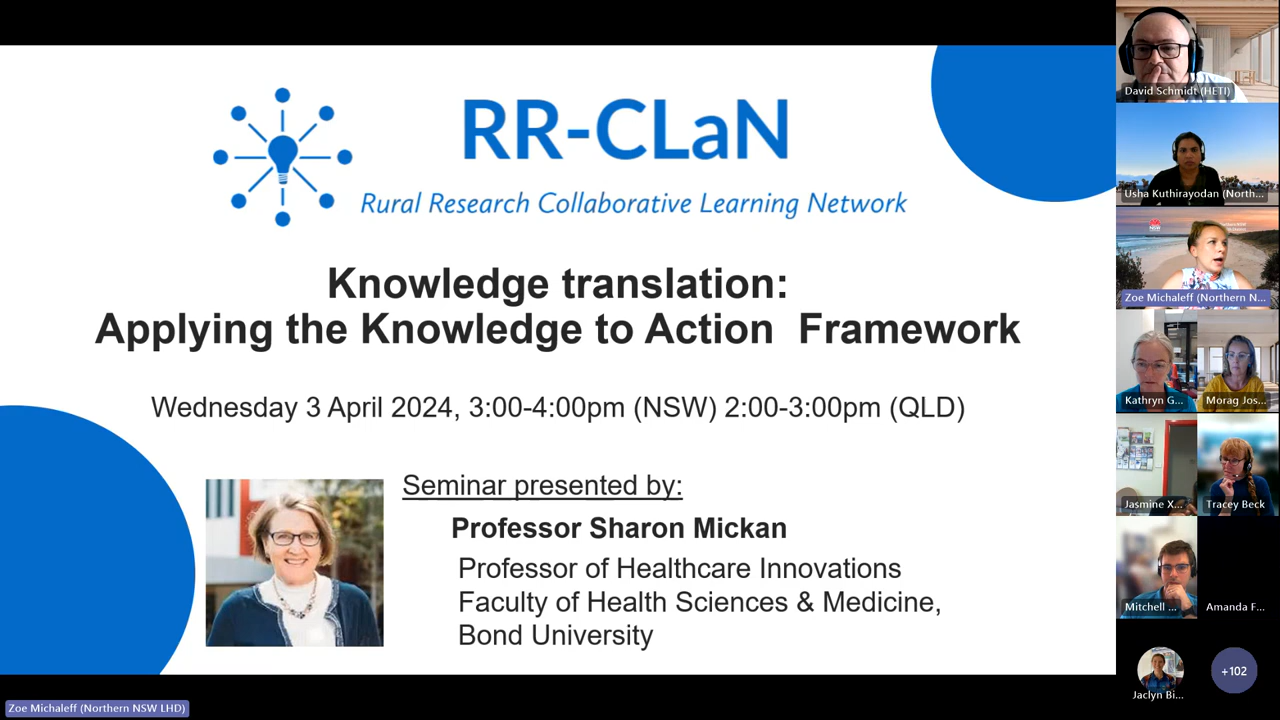 RR-CLaN
Rural Research Collaborative Learning Network
Knowledge translation:
Applying the Knowledge to Action Framework
Wednesday 3 April 2024, 3:00-4:00pm (NSW) 2:00-3:00pm (QLD)
Seminar presented by:
Professor Sharon Mickan
Professor of Healthcare Innovations
Faculty of Health Sciences & Medicine,
Bond University
David Schmidt (HETI)
Usha Kuthirayodan (North...
NSW
Zoe Michaleff (Northern N...
Kathryn G...
Morag Jos...
Jasmine X...
Tracey Beck
Mitchell ...
Amanda F...
Jaclyn Bi...
+102
Zoe Michaleff (Northern NSW LHD)